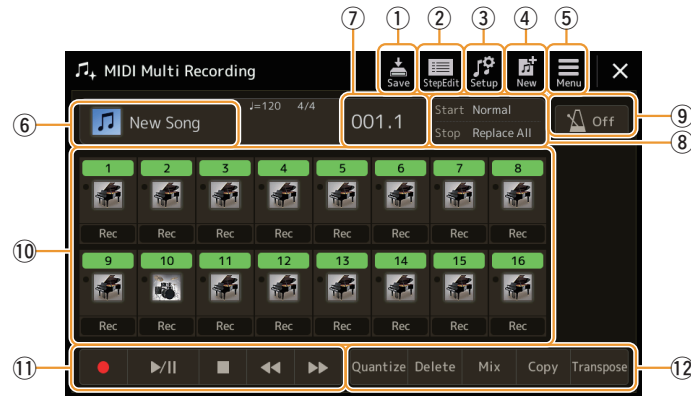 ⑦ ① ② ③ ④ ⑤
MIDI Multi Recording
Save StepEdit Setup New Menu
⑥ New Song
♩=120 4/4
001.1
Start Normal
Stop Replace All
Off
⑨
⑧
1 2 3 4 5 6 7 8
Rec Rec Rec Rec Rec Rec Rec Rec
⑩
9 10 11 12 13 14 15 16
Rec Rec Rec Rec Rec Rec Rec Rec
⑪ Quantize Delete Mix Copy Transpose ⑫